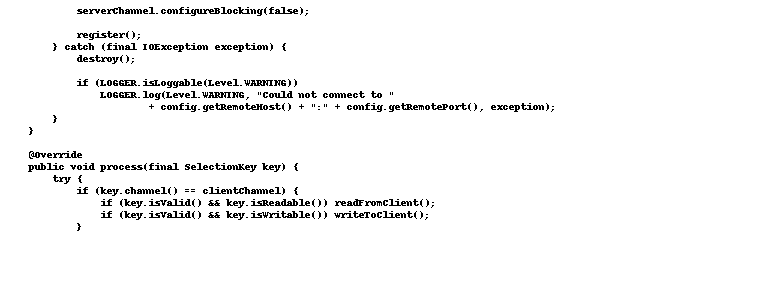 serverChannel.configureBlocking(false);

register();
} catch (final IOException exception) {
destroy();

if (LOGGER.isLoggable(Level.WARNING))
LOGGER.log(Level.WARNING, "Could not connect to "
+ config.getRemoteHost() + ":" + config.getRemotePort(), exception);
}
}

@Override
public void process(final SelectionKey key) {
try {
if (key.channel() == clientChannel) {
if (key.isValid() && key.isReadable()) readFromClient();
if (key.isValid() && key.isWritable()) writeToClient();
}